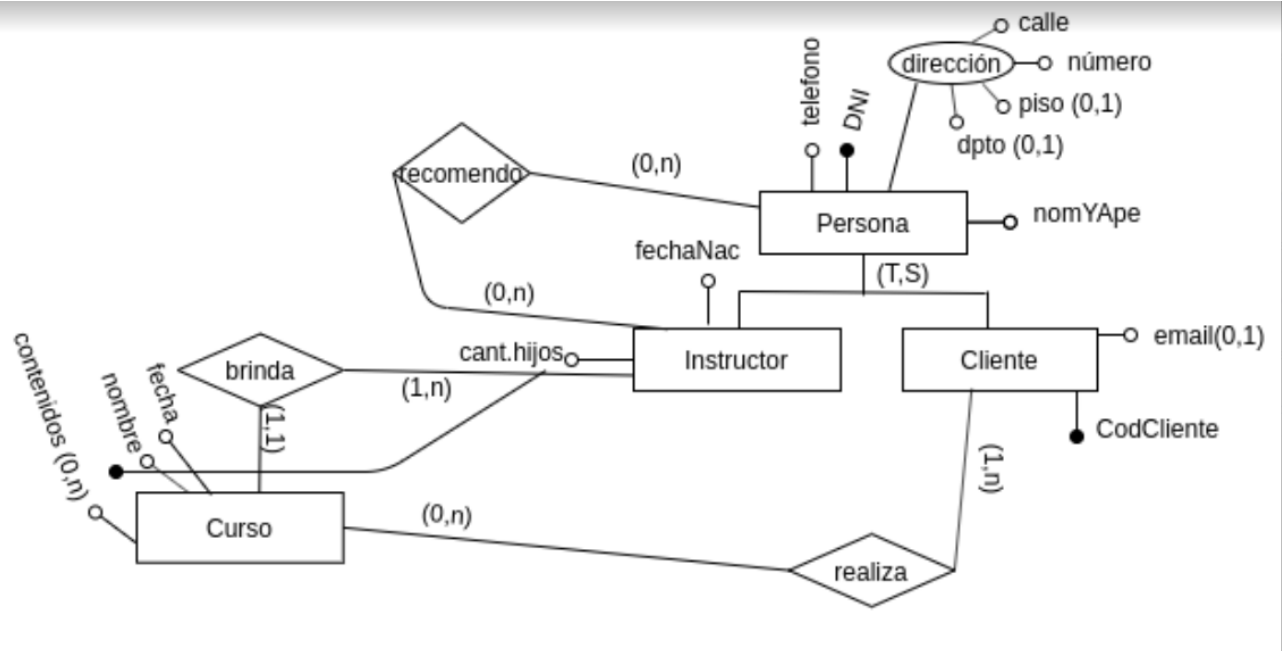 calle
dirección
número
piso (0,1)
dpto (0,1)
telefono
DNI
recomendo
(0,n)
Persona
nomYApe
fechaNac
(T,S)
(0,n)
cant.hijos
Instructor
Cliente
email(0,1)
brinda
(1,n)
(1,1)
contenidos (0,n)
nombre
fecha
CodCliente
(1,n)
Curso
(0,n)
realiza